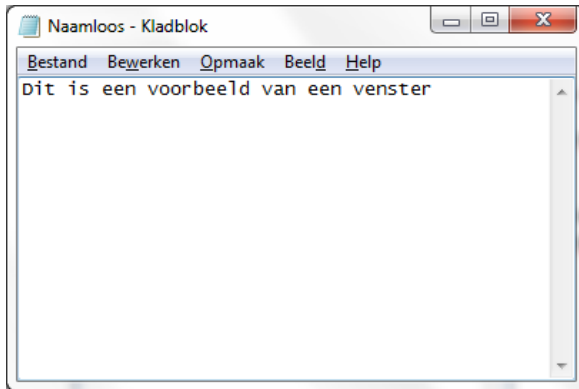 Naamloos - Kladblok
Bestand Bewerken Opmaak Beeld Help
Dit is een voorbeeld van een venster